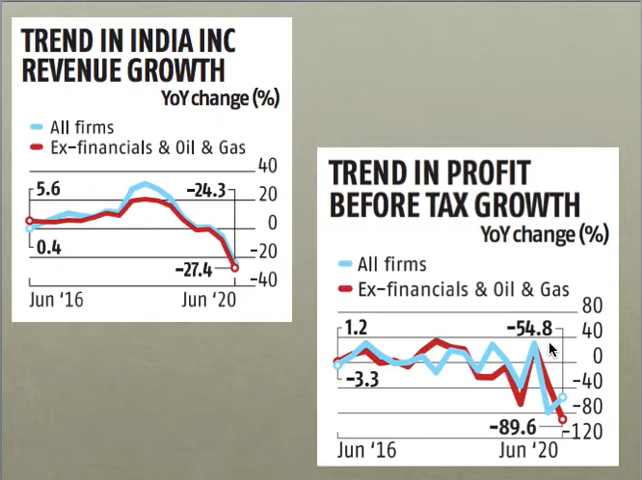 TREND IN INDIA INC
REVENUE GROWTH
YoY change (%)
All firms
Ex-financials & Oil & Gas
40
5.6
-24.3
20
0
0.4
-20
-27.4
-40
Jun '16
Jun '20
TREND IN PROFIT
BEFORE TAX GROWTH
YoY change (%)
All firms
Ex-financials & Oil & Gas
80
1.2
-54.8
40
0
-3.3
-40
-80
-89.6
-120
Jun '16
Jun '20